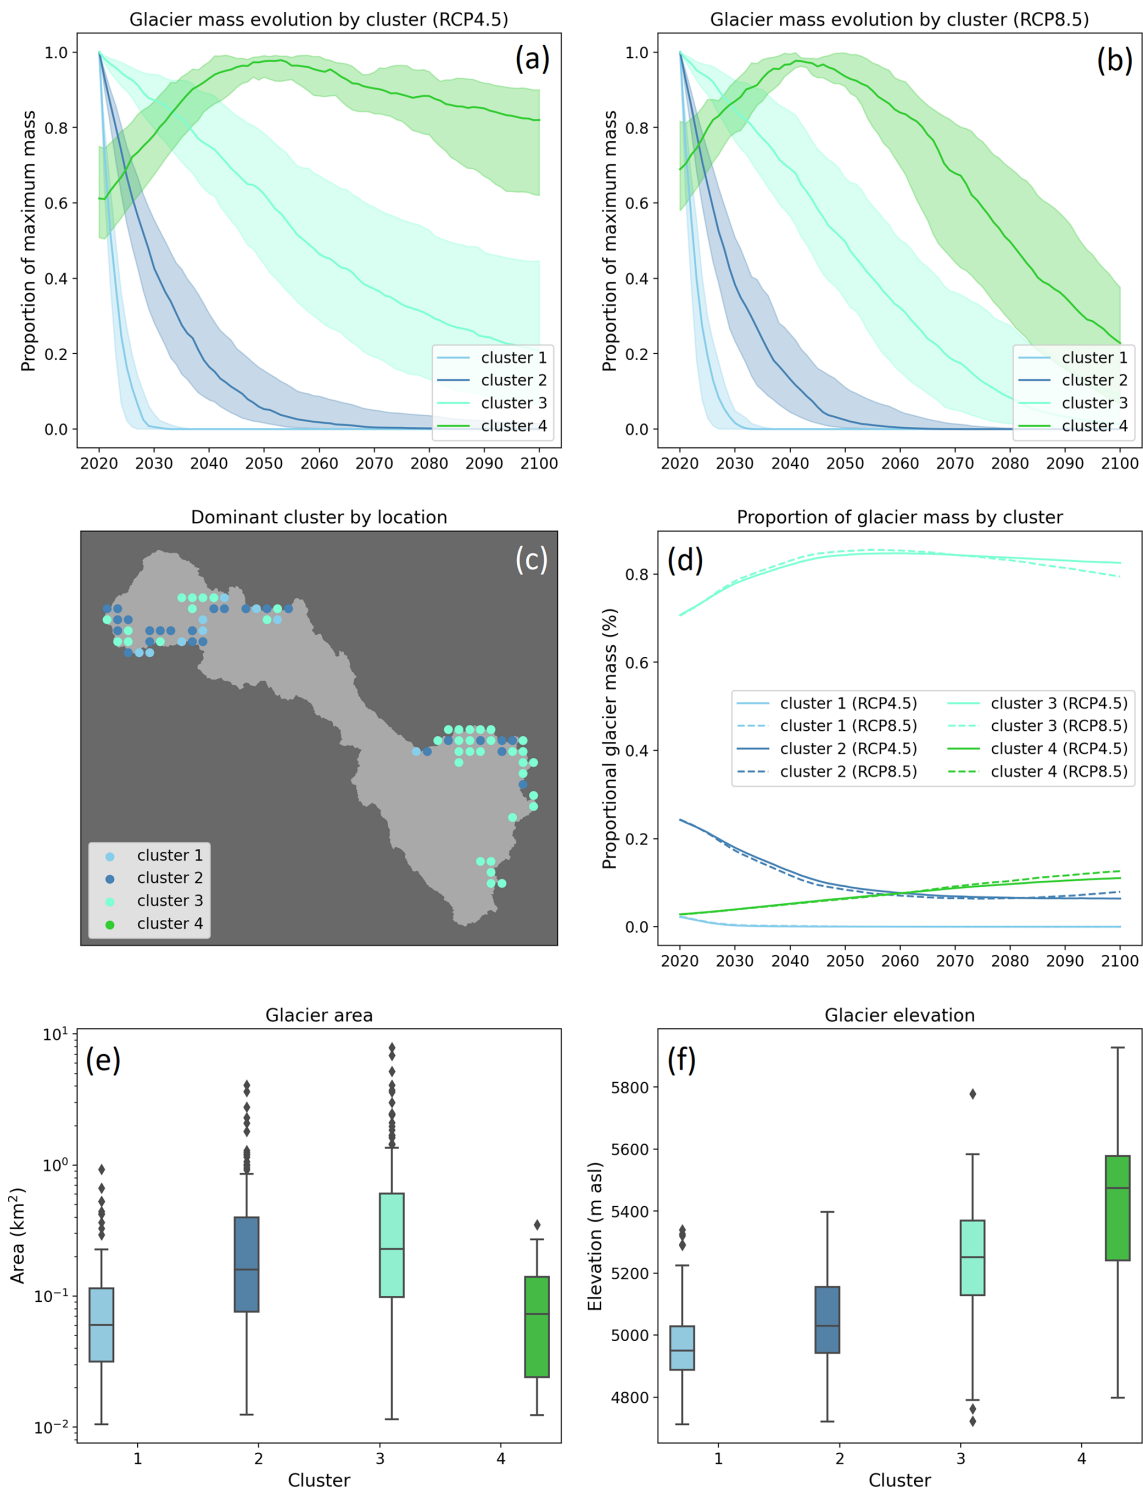 Glacier mass evolution by cluster (RCP4.5)
(a)
Proportion of maximum mass
1.0
0.8
0.6
0.4
0.2
0.0
2020 2030 2040 2050 2060 2070 2080 2090 2100
cluster 1
cluster 2
cluster 3
cluster 4
Glacier mass evolution by cluster (RCP8.5)
(b)
Proportion of maximum mass
1.0
0.8
0.6
0.4
0.2
0.0
2020 2030 2040 2050 2060 2070 2080 2090 2100
cluster 1
cluster 2
cluster 3
cluster 4
Dominant cluster by location
(c)
cluster 1
cluster 2
cluster 3
cluster 4
Proportion of glacier mass by cluster
(d)
Proportional glacier mass (%)
0.8
0.6
0.4
0.2
0.0
2020 2030 2040 2050 2060 2070 2080 2090 2100
cluster 1 (RCP4.5)
cluster 1 (RCP8.5)
cluster 2 (RCP4.5)
cluster 2 (RCP8.5)
cluster 3 (RCP4.5)
cluster 3 (RCP8.5)
cluster 4 (RCP4.5)
cluster 4 (RCP8.5)
Glacier area
(e)
Area (km²)
10¹
10⁰
10⁻¹
10⁻²
1 2 3 4
Cluster
Glacier elevation
(f)
Elevation (m asl)
5800
5600
5400
5200
5000
4800
1 2 3 4
Cluster